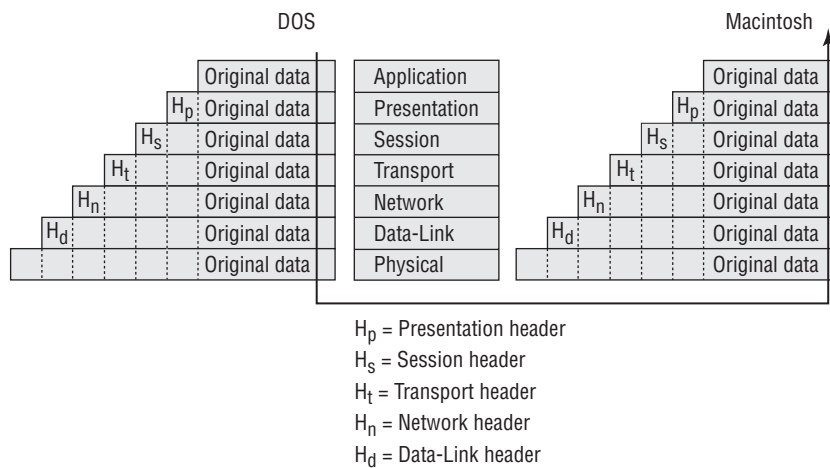 DOS Macintosh
Original data Application Original data
Hp Original data Presentation Hp Original data
Hs Original data Session Hs Original data
Ht Original data Transport Ht Original data
Hn Original data Network Hn Original data
Hd Original data Data-Link Hd Original data
Original data Physical Original data
Hp = Presentation header
Hs = Session header
Ht = Transport header
Hn = Network header
Hd = Data-Link header